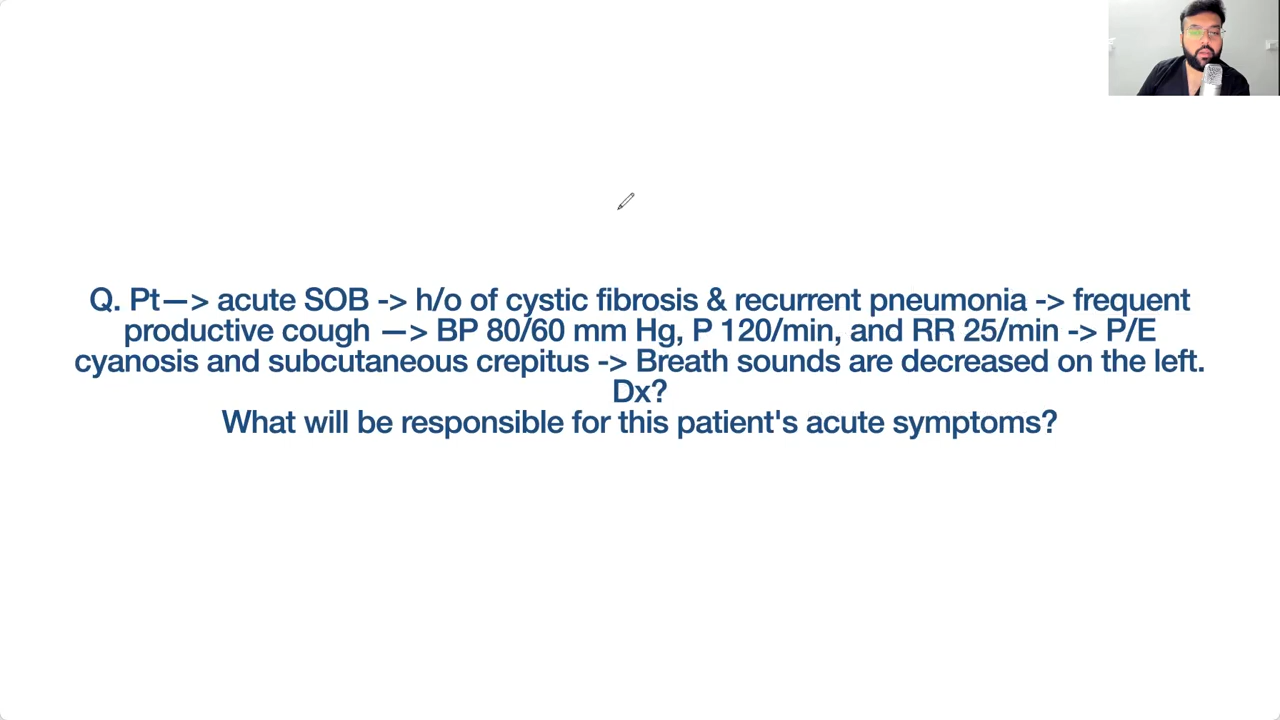 Q. Pt—> acute SOB -> h/o of cystic fibrosis & recurrent pneumonia -> frequent
productive cough —> BP 80/60 mm Hg, P 120/min, and RR 25/min -> P/E
cyanosis and subcutaneous crepitus -> Breath sounds are decreased on the left.
Dx?
What will be responsible for this patient's acute symptoms?